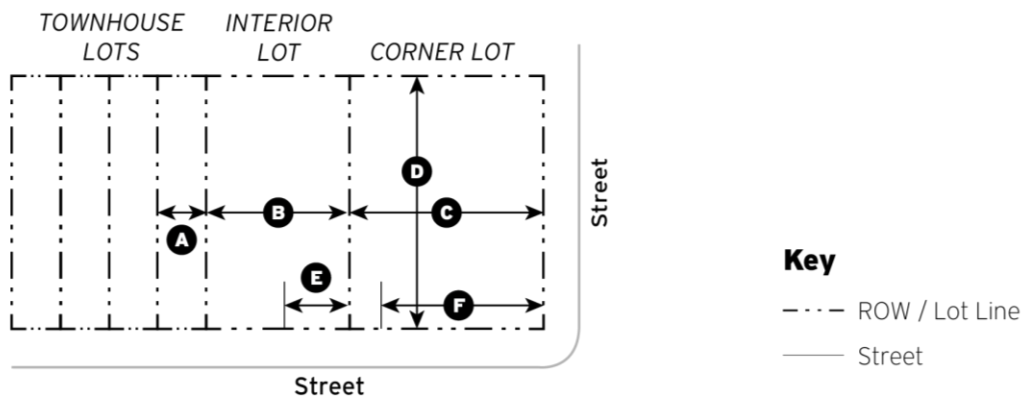 TOWNHOUSE
LOTS
INTERIOR
LOT
CORNER LOT
D
B
C
A
E
F
Street
Street
Key
ROW / Lot Line
Street